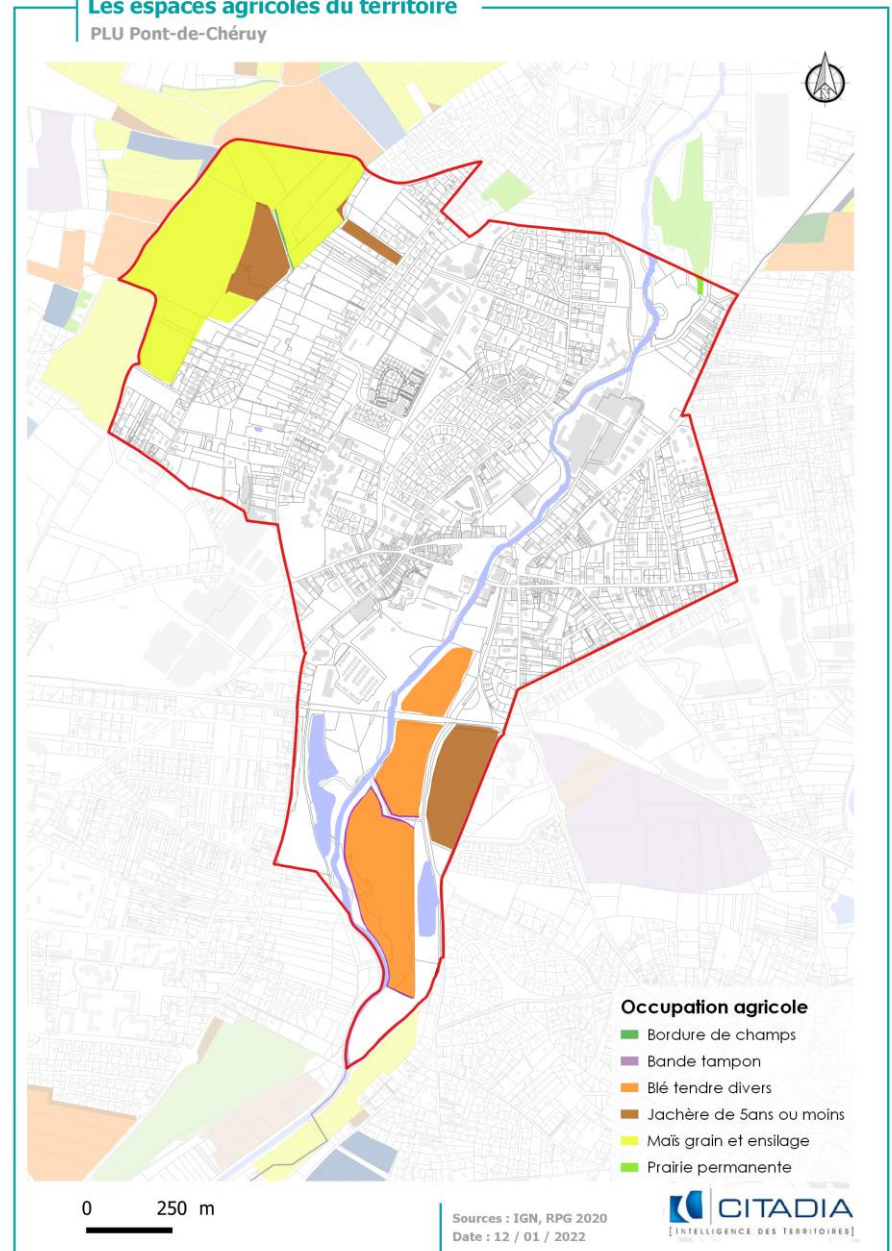 Les espaces agricoles du territoire
PLU Pont-de-Chéruy
N
Occupation agricole
Bordure de champs
Bande tampon
Blé tendre divers
Jachère de 5ans ou moins
Maïs grain et ensilage
Prairie permanente
0 250 m
Sources : IGN, RPG 2020
Date : 12 / 01 / 2022
CITADIA
[INTELLIGENCE DES TERRITOIRES]